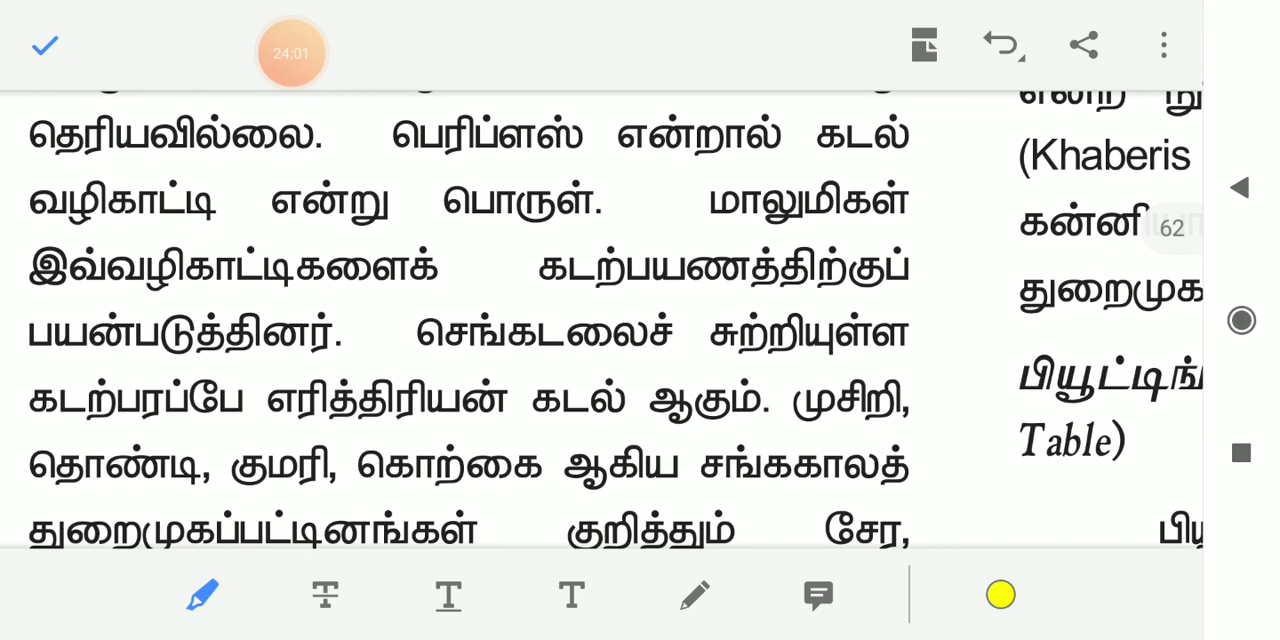 24:01
தெரியவில்லை. பெரிப்ளஸ் என்றால் கடல்
வழிகாட்டி என்று பொருள். மாலுமிகள்
இவ்வழிகாட்டிகளைக் கடற்பயணத்திற்குப்
பயன்படுத்தினர். செங்கடலைச் சுற்றியுள்ள
கடற்பரப்பே எரித்திரியன் கடல் ஆகும். முசிறி,
தொண்டி, குமரி, கொற்கை ஆகிய சங்ககாலத்
துறைமுகப்பட்டினங்கள் குறித்தும் சேர,
என்ற
(Khaberis
62
Table)